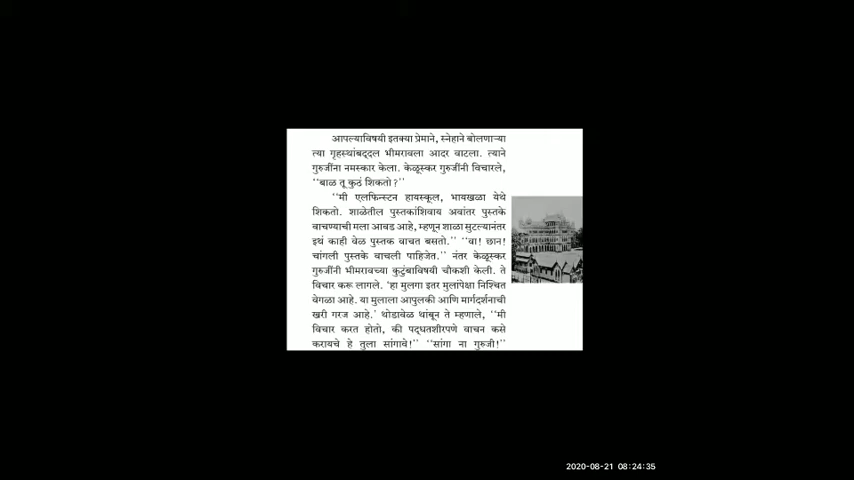 आपल्याविषयी इतक्या प्रेमाने, स्नेहाने बोलणाऱ्या
त्या गृहस्थांबद्दल भीमरावला आदर वाटला. त्याने
गुरुजींना नमस्कार केला. केळूस्कर गुरुजींनी विचारले,
‘‘बाळ तू कुठं शिकतो?’’
‘‘मी एलफिन्स्टन हायस्कूल, भायखळा येथे
शिकतो. शाळेतील पुस्तकांशिवाय अवांतर पुस्तके
वाचण्याची मला आवड आहे, म्हणून शाळा सुटल्यानंतर
इथं काही वेळ पुस्तक वाचत बसतो.’’ ‘‘वा! छान!
चांगली पुस्तके वाचली पाहिजेत.’’ नंतर केळूस्कर
गुरुजींनी भीमरावच्या कुटुंबाविषयी चौकशी केली. ते
विचार करू लागले. ‘हा मुलगा इतर मुलांपेक्षा निश्चित
वेगळा आहे. या मुलाला आपुलकी आणि मार्गदर्शनाची
खरी गरज आहे.’ थोडावेळ थांबून ते म्हणाले, ‘‘मी
विचार करत होतो, की पद्धतशीरपणे वाचन कसे
करायचे हे तुला सांगावे!’’ ‘‘सांगा ना गुरुजी!’’
2020-08-21 08:24:35